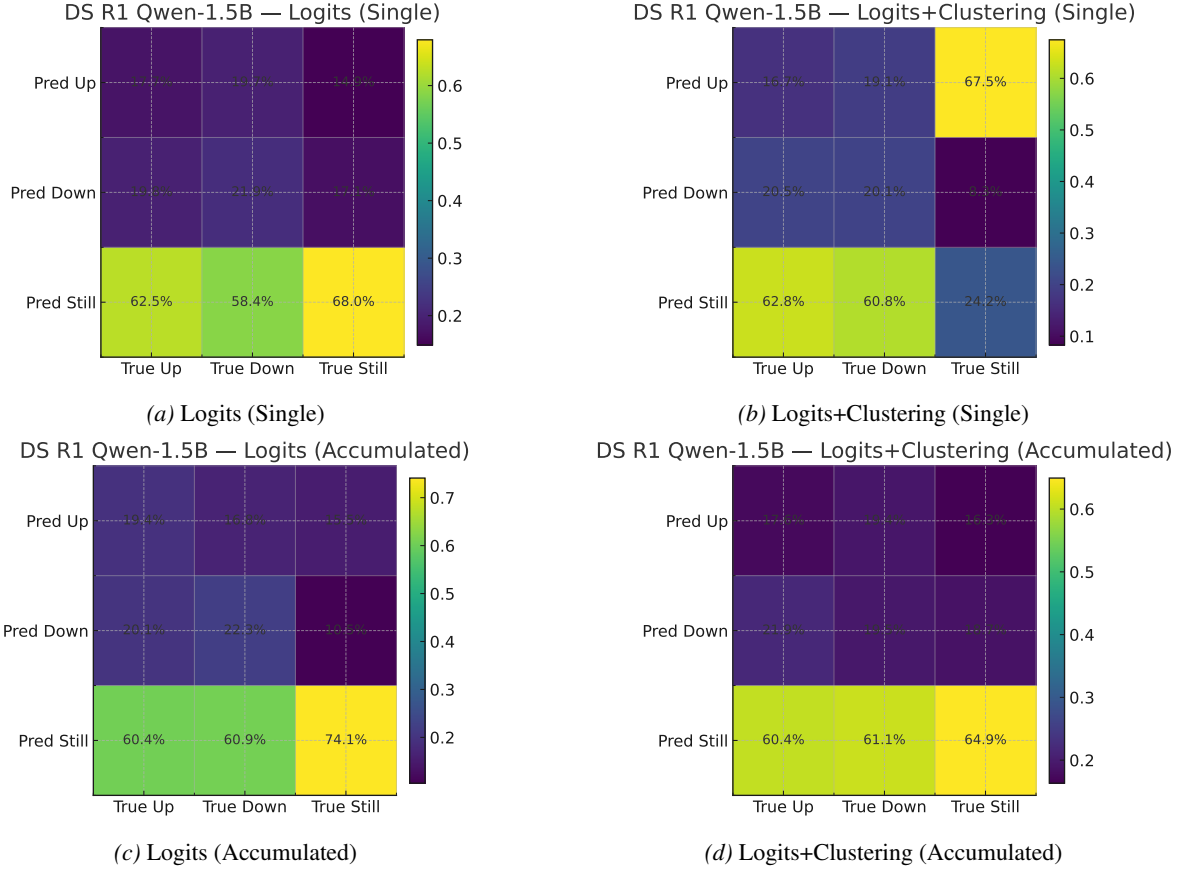 DS R1 Qwen-1.5B — Logits (Single)
Pred Up
Pred Down
Pred Still
62.5% 58.4% 68.0%
True Up True Down True Still
0.6
0.5
0.4
0.3
0.2
(a) Logits (Single)
DS R1 Qwen-1.5B — Logits+Clustering (Single)
Pred Up 16.7% 19.1% 67.5%
Pred Down 20.5% 20.1%
Pred Still 62.8% 60.8% 24.2%
True Up True Down True Still
0.6
0.5
0.4
0.3
0.2
0.1
(b) Logits+Clustering (Single)
DS R1 Qwen-1.5B — Logits (Accumulated)
Pred Up 19.4%
Pred Down 20.1% 22.3%
Pred Still 60.4% 60.9% 74.1%
True Up True Down True Still
0.7
0.6
0.5
0.4
0.3
0.2
(c) Logits (Accumulated)
DS R1 Qwen-1.5B — Logits+Clustering (Accumulated)
Pred Up
Pred Down
Pred Still 60.4% 61.1% 64.9%
True Up True Down True Still
0.6
0.5
0.4
0.3
0.2
(d) Logits+Clustering (Accumulated)